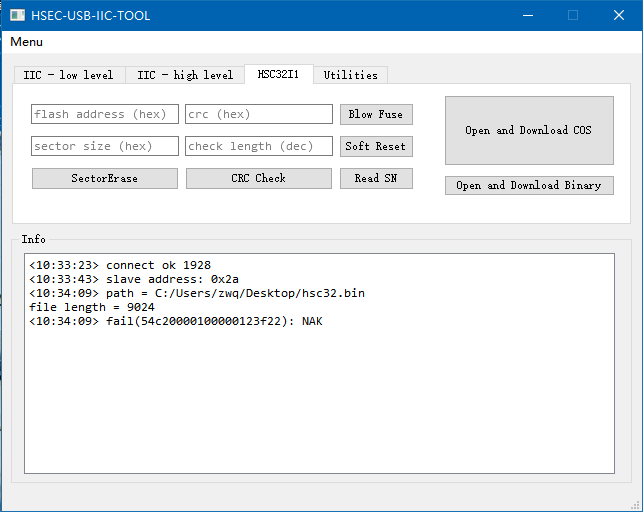 HSEC-USB-IIC-TOOL
Menu
IIC - low level IIC - high level HSC32I1 Utilities
flash address (hex) crc (hex) Blow Fuse
Open and Download COS
sector size (hex) check length (dec) Soft Reset
SectorErase CRC Check Read SN Open and Download Binary
Info
<10:33:23> connect ok 1928
<10:33:43> slave address: 0x2a
<10:34:09> path = C:/Users/zwq/Desktop/hsc32.bin
file length = 9024
<10:34:09> fail(54c20000100000123f22): NAK